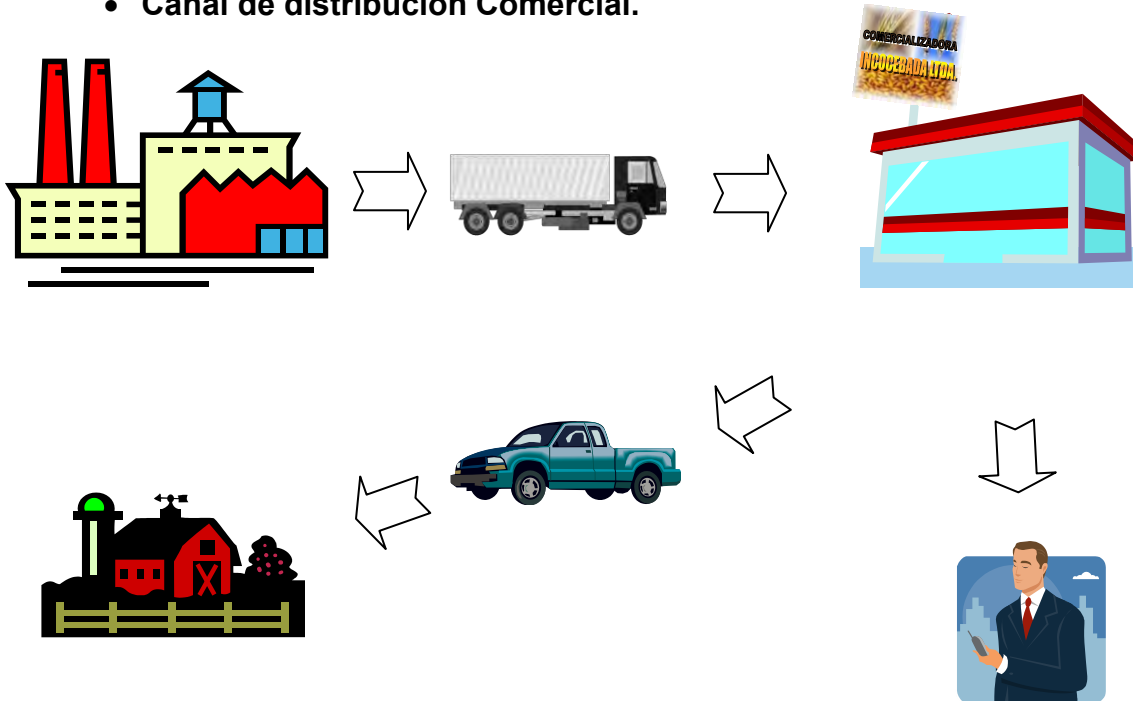 • Canal de distribución Comercial.
COMERCIALIZADORA
INCOCEBADA LTDA.